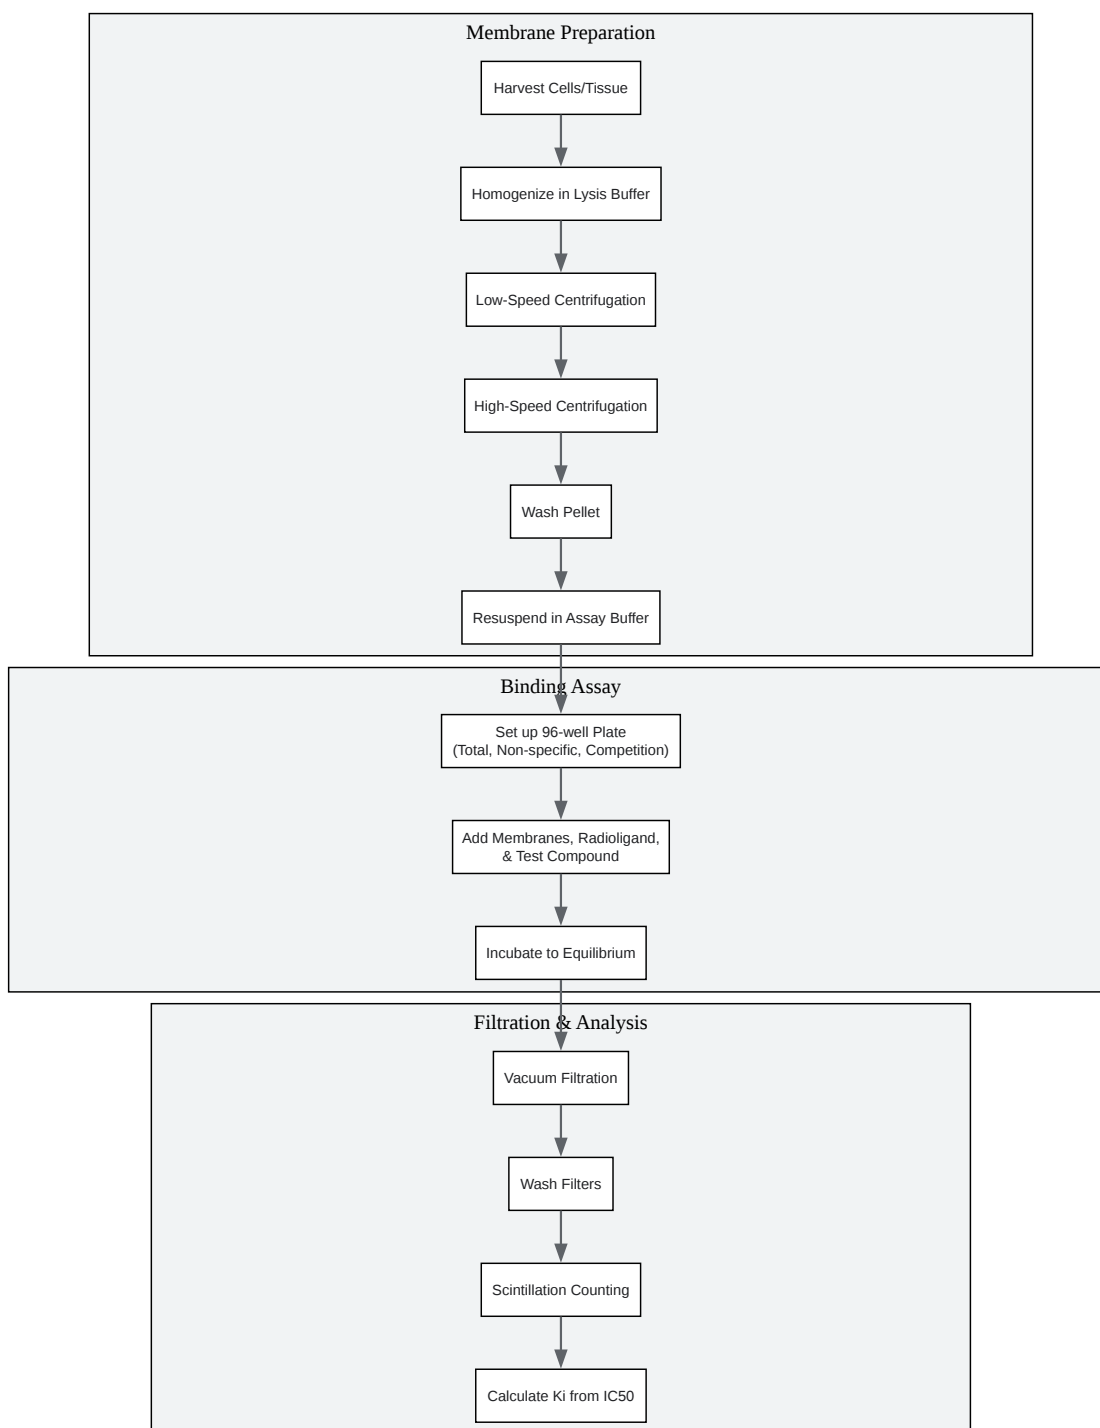 Membrane Preparation
Harvest Cells/Tissue
Homogenize in Lysis Buffer
Low-Speed Centrifugation
High-Speed Centrifugation
Wash Pellet
Resuspend in Assay Buffer
Binding Assay
Set up 96-well Plate
(Total, Non-specific, Competition)
Add Membranes, Radioligand,
& Test Compound
Incubate to Equilibrium
Filtration & Analysis
Vacuum Filtration
Wash Filters
Scintillation Counting
Calculate Ki from IC50